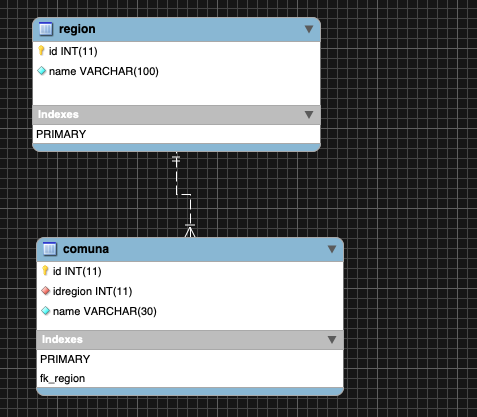 region
id INT(11)
name VARCHAR(100)
Indexes
PRIMARY
comuna
id INT(11)
idregion INT(11)
name VARCHAR(30)
Indexes
PRIMARY
fk_region